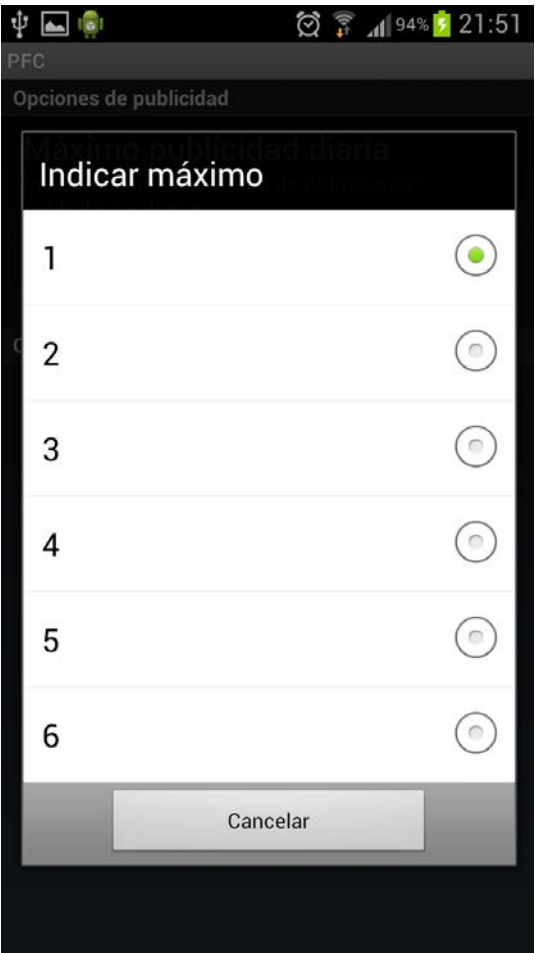 94% 21:51
PFC
Opciones de publicidad
Máximo publicidad diaria
Indicar máximo
1
2
3
4
5
6
Cancelar